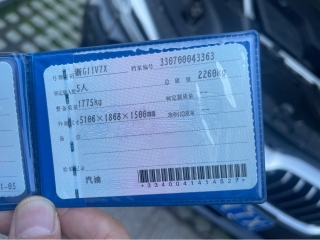 号牌号码 浙G11V7X 档案编号 330700043363
核定载人数 5人 总质量 2260kg
整备质量 1775kg 核定载质量 --
外廓尺寸 5106×1868×1500mm 准牵引总质量 --
备注
检验记录
汽油
*3340041414527*